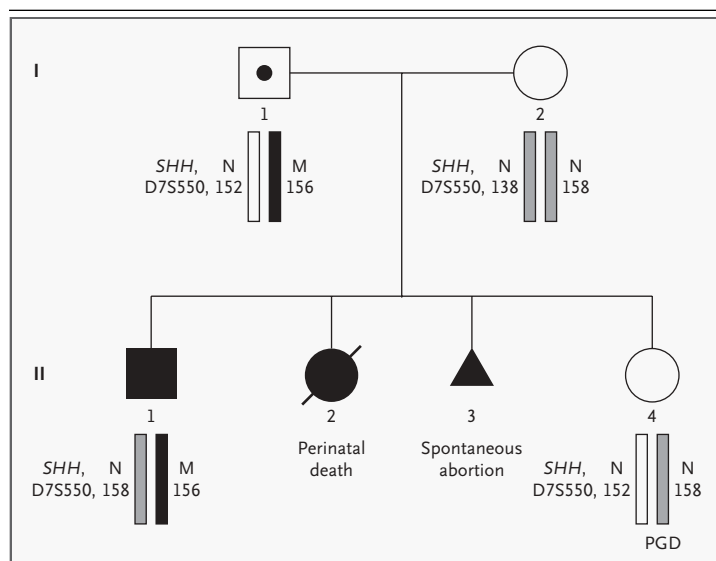 I
1
2
SHH, N M
D7S550, 152 156
SHH, N N
D7S550, 138 158
II
1
2
3
4
Perinatal
death
Spontaneous
abortion
SHH, N M
D7S550, 158 156
SHH, N N
D7S550, 152 158
PGD